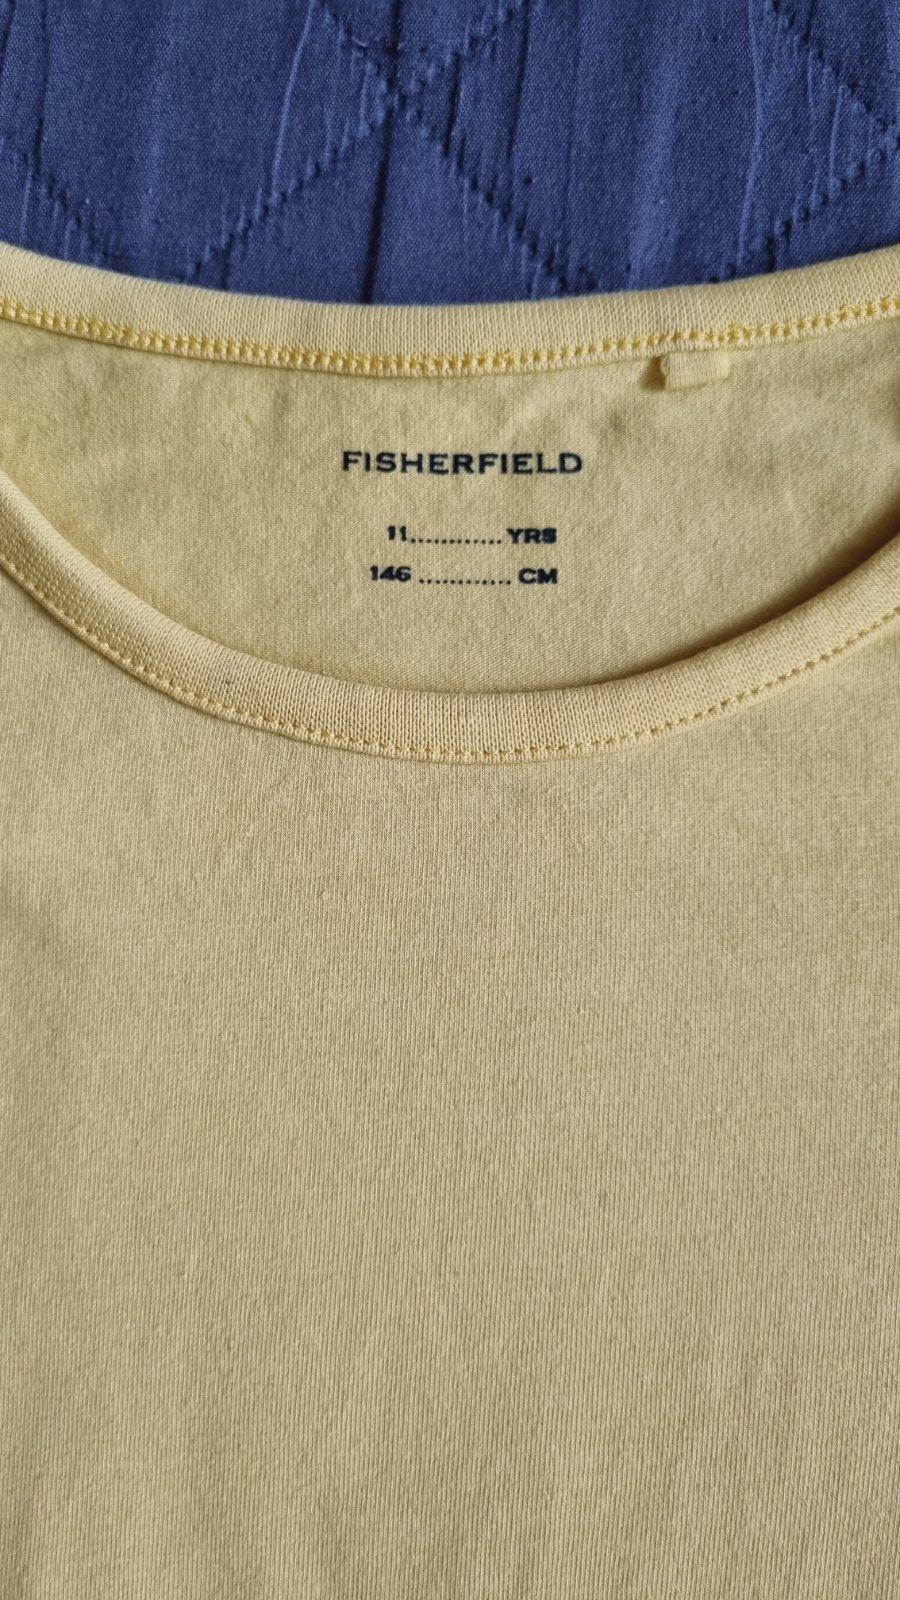 FISHERFIELD
11............ YRS
146 ............ CM